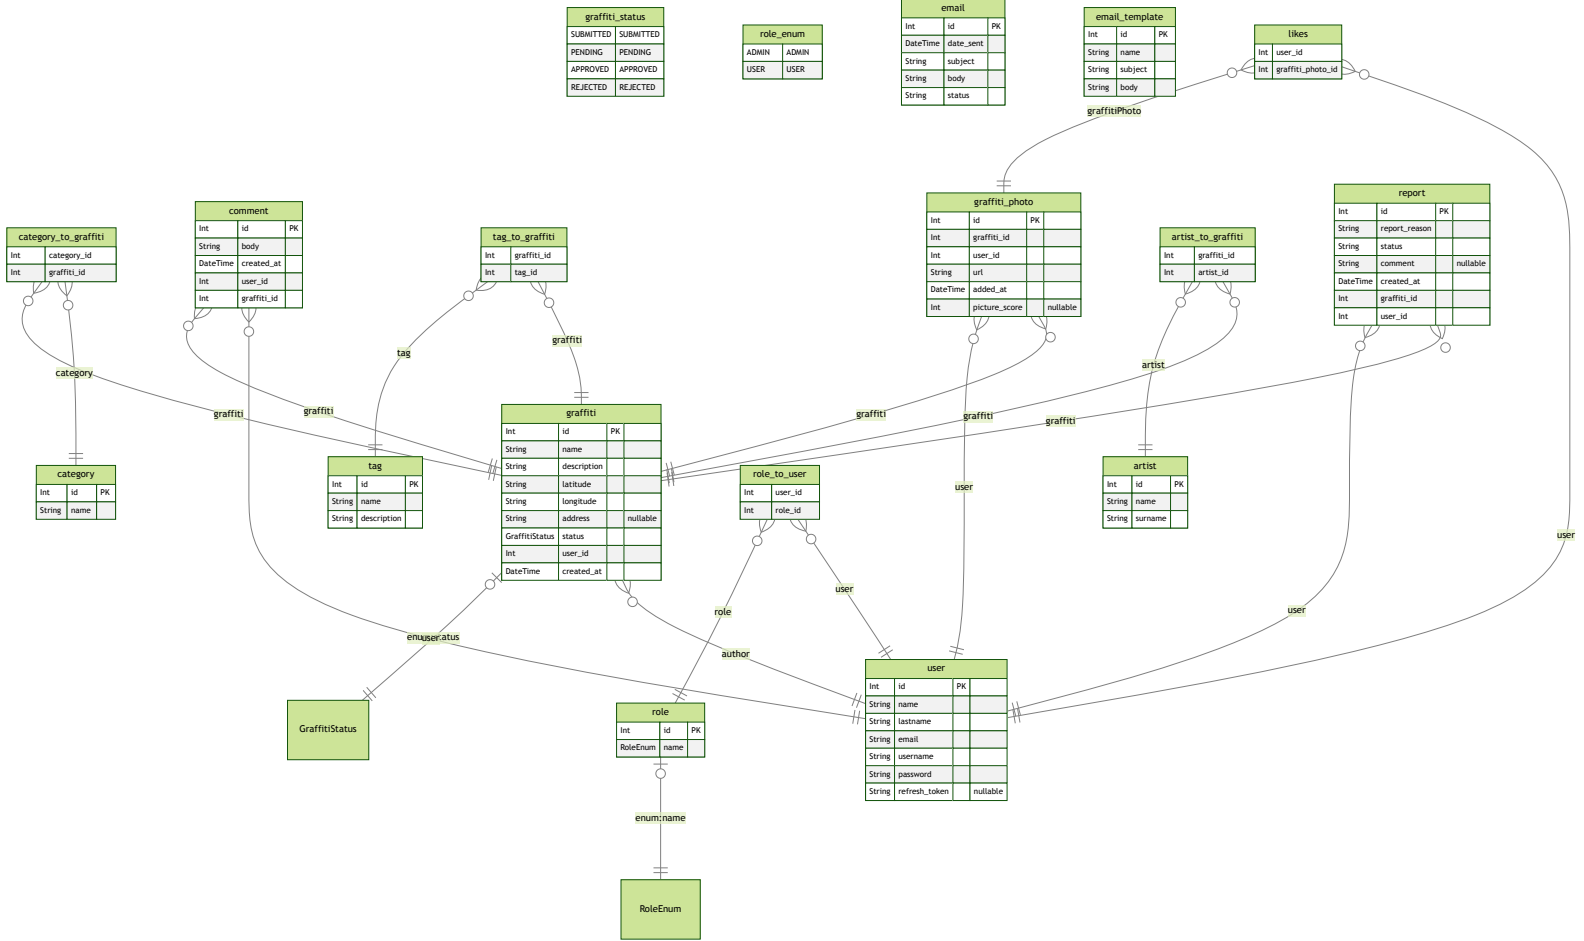 graffiti_status
SUBMITTED SUBMITTED
PENDING PENDING
APPROVED APPROVED
REJECTED REJECTED
role_enum
ADMIN ADMIN
USER USER
email
Int id PK
DateTime date_sent
String subject
String body
String status
email_template
Int id PK
String name
String subject
String body
likes
Int user_id
Int graffiti_photo_id
graffitiPhoto
category_to_graffiti
Int category_id
Int graffiti_id
comment
Int id PK
String body
DateTime created_at
Int user_id
Int graffiti_id
tag_to_graffiti
Int graffiti_id
Int tag_id
graffiti_photo
Int id PK
Int graffiti_id
Int user_id
String url
DateTime added_at
Int picture_score nullable
artist_to_graffiti
Int graffiti_id
Int artist_id
report
Int id PK
String report_reason
String status
String comment nullable
DateTime created_at
Int graffiti_id
Int user_id
category
graffiti
graffiti
tag
graffiti
graffiti
graffiti
artist
graffiti
user
user
category
Int id PK
String name
tag
Int id PK
String name
String description
graffiti
Int id PK
String name
String description
String latitude
String longitude
String address nullable
GraffitiStatus status
Int user_id
DateTime created_at
role_to_user
Int user_id
Int role_id
artist
Int id PK
String name
String surname
user
role
user
author
user
user
GraffitiStatus
role
Int id PK
RoleEnum name
user
Int id PK
String name
String lastname
String email
String username
String password
String refresh_token nullable
enum:name
RoleEnum